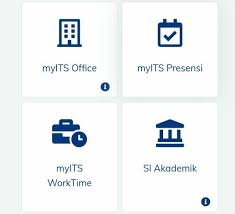 myITS Office
myITS Presensi
myITS
WorkTime
SI Akademik